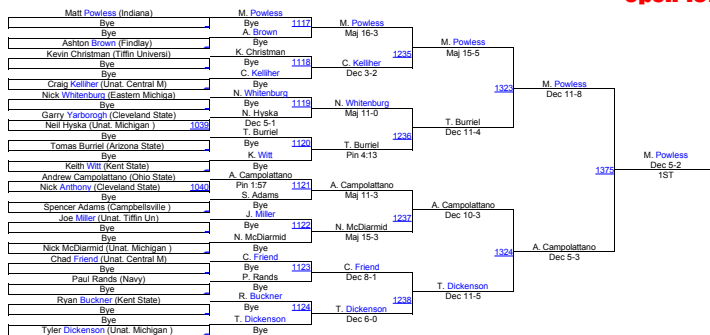 Matt Powless (Indiana)
Bye
Bye
Ashton Brown (Findlay)
Kevin Christman (Tiffin Universi)
Bye
Bye
Craig Kelliher (Unat. Central M)
Nick Whitenburg (Eastern Michiga)
Bye
Garry Yarborogh (Cleveland State)
Neil Hyska (Unat. Michigan ) 1039
Bye
Tomas Burriel (Arizona State)
Bye
Keith Witt (Kent State)
Andrew Campolattano (Ohio State)
Nick Anthony (Cleveland State) 1040
Bye
Spencer Adams (Campbellsville )
Joe Miller (Unat. Tiffin Un)
Bye
Bye
Nick McDiarmid (Unat. Michigan )
Chad Friend (Unat. Central M)
Bye
Paul Rands (Navy)
Bye
Ryan Buckner (Kent State)
Bye
Bye
Tyler Dickenson (Unat. Michigan )
M. Powless
Bye 1117
A. Brown
Bye
K. Christman
Bye 1118
C. Kelliher
Bye
N. Whitenburg
Bye 1119
N. Hyska
Dec 5-1
T. Burriel
Bye 1120
K. Witt
Bye
A. Campolattano
Pin 1:57 1121
S. Adams
Bye
J. Miller
Bye 1122
N. McDiarmid
Bye
C. Friend
Bye 1123
P. Rands
Bye
R. Buckner
Bye 1124
T. Dickenson
Bye
M. Powless
Maj 16-3
1235
C. Kelliher
Dec 3-2
N. Whitenburg
Maj 11-0
1236
T. Burriel
Pin 4:13
A. Campolattano
Maj 11-3
1237
N. McDiarmid
Maj 15-3
C. Friend
Dec 8-1
1238
T. Dickenson
Dec 6-0
M. Powless
Maj 15-5
1323
T. Burriel
Dec 11-4
A. Campolattano
Dec 10-3
1324
T. Dickenson
Dec 11-5
M. Powless
Dec 11-8
1375
A. Campolattano
Dec 5-3
M. Powless
Dec 5-2
1ST